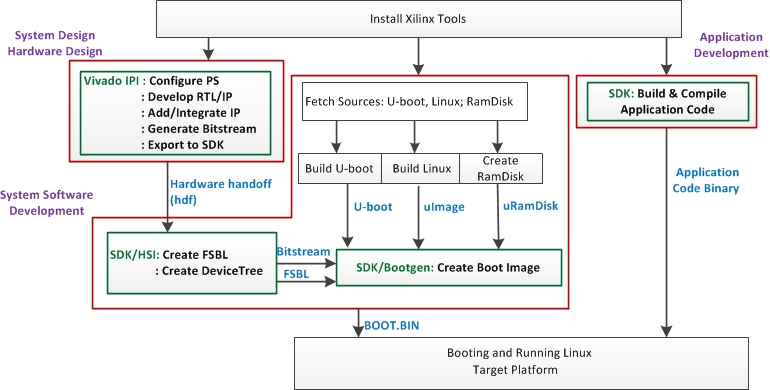 Install Xilinx Tools
System Design
Hardware Design
Application
Development
Vivado IPI : Configure PS
: Develop RTL/IP
: Add/Integrate IP
: Generate Bitstream
: Export to SDK
Fetch Sources: U-boot, Linux; RamDisk
SDK: Build & Compile
Application Code
Build U-boot
Build Linux
Create
RamDisk
Hardware handoff
(hdf)
Application
Code Binary
System Software
Development
U-boot
uImage
uRamDisk
SDK/HSI: Create FSBL
: Create DeviceTree
Bitstream
FSBL
SDK/Bootgen: Create Boot Image
BOOT.BIN
Booting and Running Linux
Target Platform